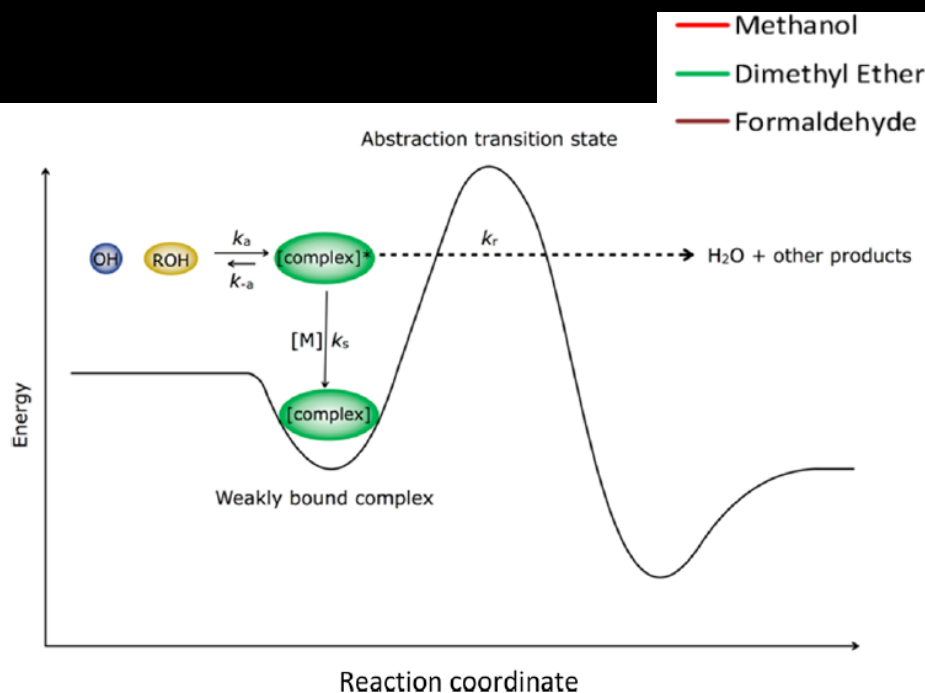 Methanol
Dimethyl Ether
Formaldehyde
Abstraction transition state
OH
ROH
kₐ
k₋ₐ
[complex]*
kᵣ
H₂O + other products
[M] kₛ
[complex]
Weakly bound complex
Energy
Reaction coordinate